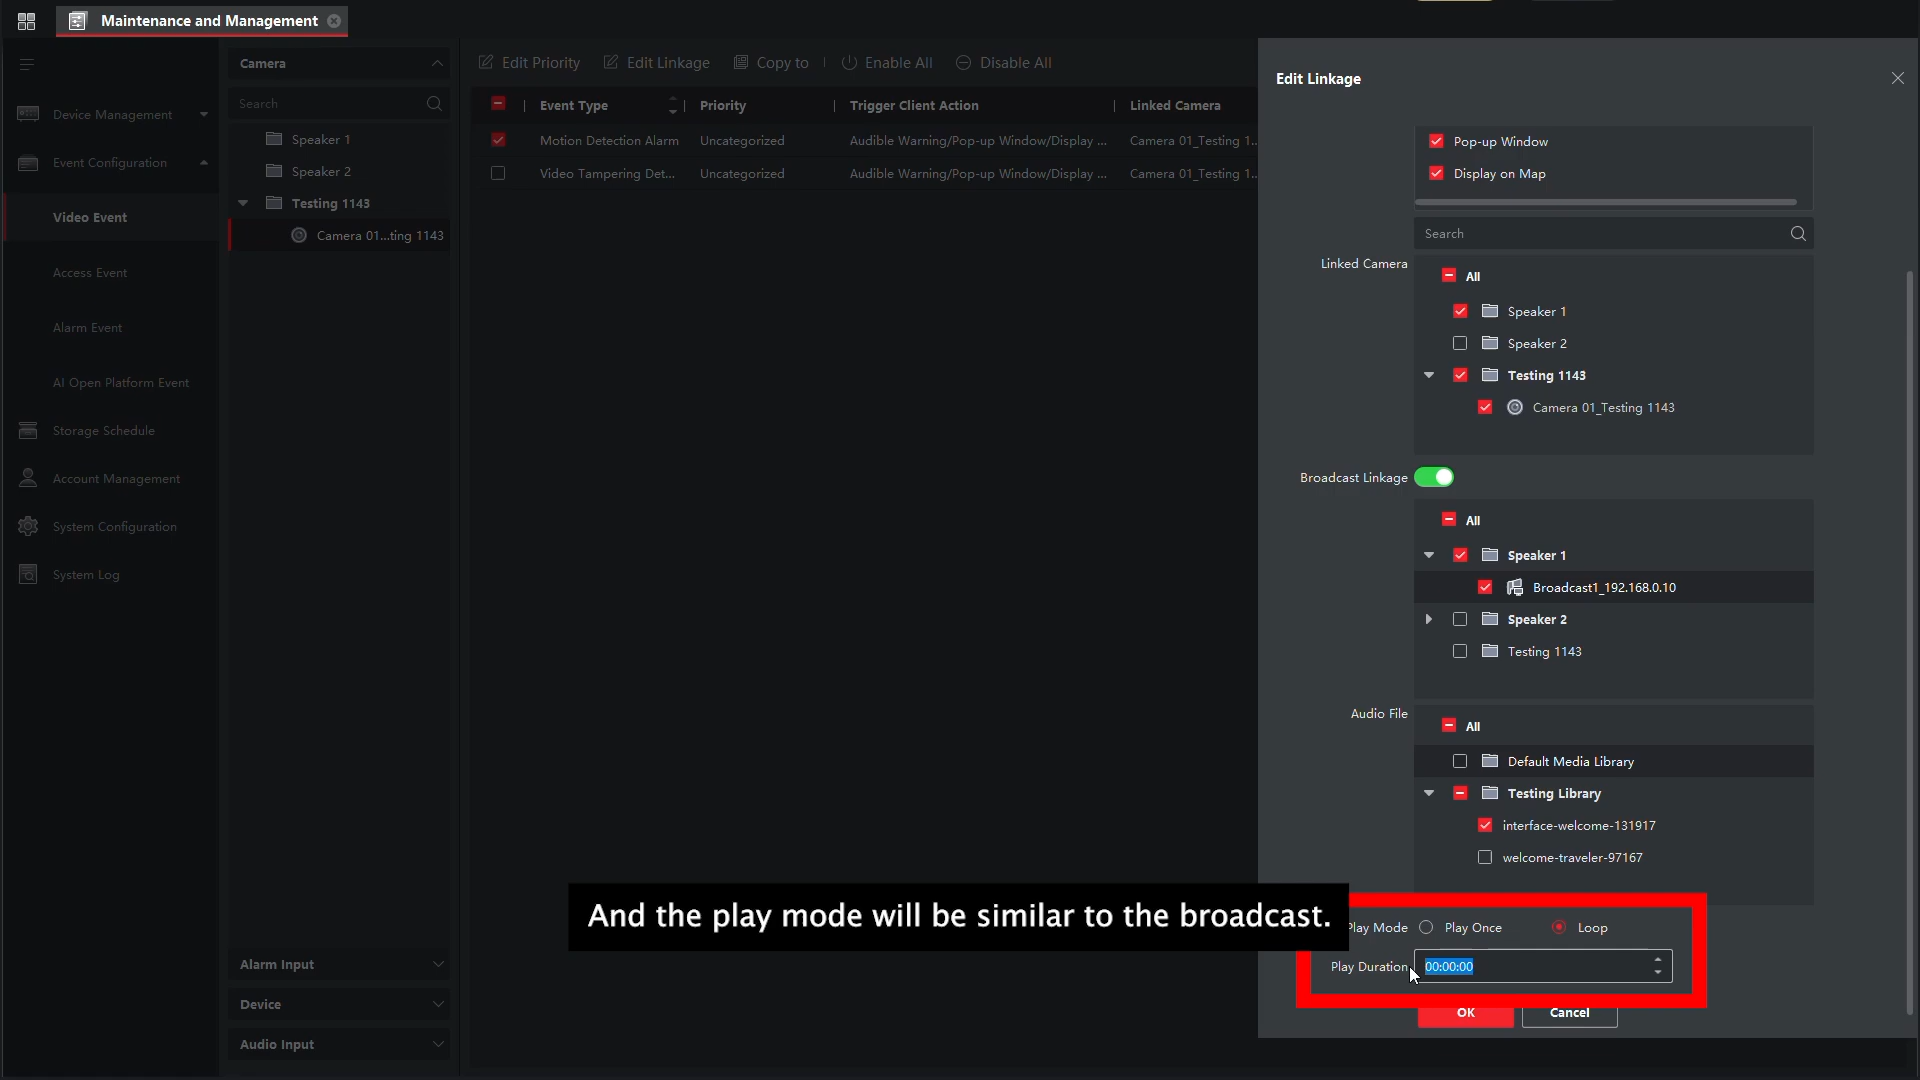 Maintenance and Management
Device Management
Event Configuration
Video Event
Access Event
Alarm Event
AI Open Platform Event
Storage Schedule
Account Management
System Configuration
System Log
Camera
Search
Speaker 1
Speaker 2
Testing 1143
Camera 01...ting 1143
Alarm Input
Device
Audio Input
Edit Priority Edit Linkage Copy to Enable All Disable All
Event Type Priority Trigger Client Action Linked Camera
Motion Detection Alarm Uncategorized Audible Warning/Pop-up Window/Display ... Camera 01_Testing 1...
Video Tampering Det... Uncategorized Audible Warning/Pop-up Window/Display ... Camera 01_Testing 1...
Edit Linkage
Pop-up Window
Display on Map
Search
Linked Camera
All
Speaker 1
Speaker 2
Testing 1143
Camera 01_Testing 1143
Broadcast Linkage
All
Speaker 1
Broadcast1_192.168.0.10
Speaker 2
Testing 1143
Audio File
All
Default Media Library
Testing Library
interface-welcome-131917
welcome-traveler-97167
Play Mode Play Once Loop
Play Duration 00:00:00
OK Cancel
And the play mode will be similar to the broadcast.